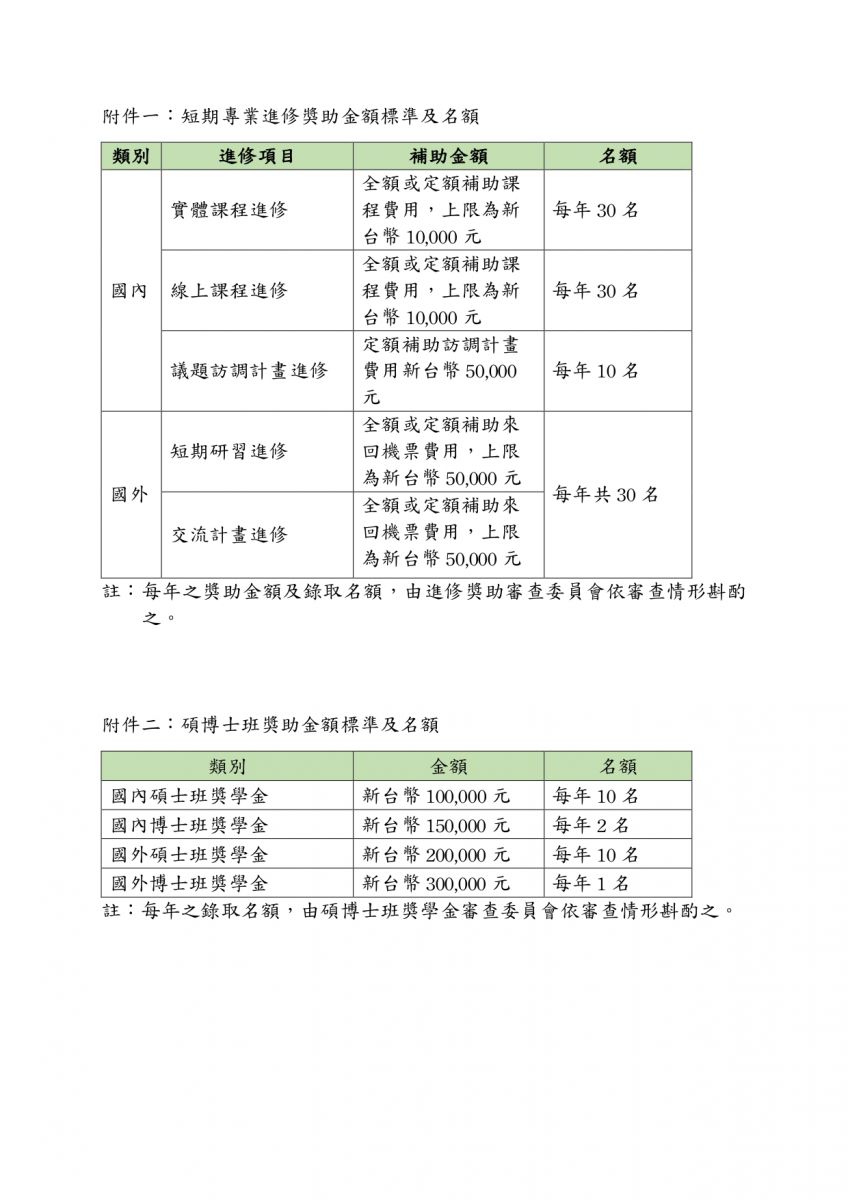 附件一：短期專業進修獎助金額標準及名額
類別 進修項目 補助金額 名額
國內
實體課程進修
全額或定額補助課
程費用，上限為新
台幣 10,000 元
每年 30 名
線上課程進修
全額或定額補助課
程費用，上限為新
台幣 10,000 元
每年 30 名
議題訪調計畫進修
定額補助訪調計畫
費用新台幣 50,000
元
每年 10 名
國外
短期研習進修
全額或定額補助來
回機票費用，上限
為新台幣 50,000 元
每年共 30 名
交流計畫進修
全額或定額補助來
回機票費用，上限
為新台幣 50,000 元
註：每年之獎助金額及錄取名額，由進修獎助審查委員會依審查情形斟酌
之。
附件二：碩博士班獎助金額標準及名額
類別 金額 名額
國內碩士班獎學金 新台幣 100,000 元 每年 10 名
國內博士班獎學金 新台幣 150,000 元 每年 2 名
國外碩士班獎學金 新台幣 200,000 元 每年 10 名
國外博士班獎學金 新台幣 300,000 元 每年 1 名
註：每年之錄取名額，由碩博士班獎學金審查委員會依審查情形斟酌之。